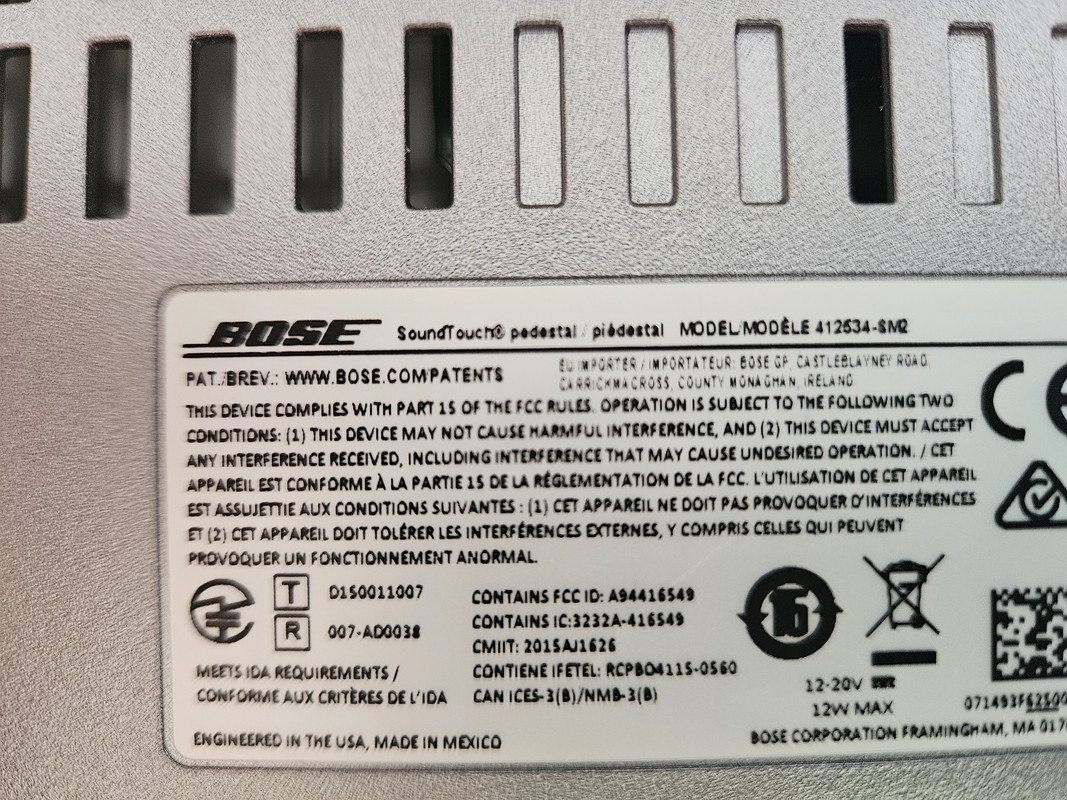 BOSE SoundTouch® pedestal / piédestal MODEL/MODÈLE 412534-SM2
PAT./BREV.: WWW.BOSE.COM/PATENTS
EU IMPORTER / IMPORTATEUR: BOSE GP, CASTLEBLAYNEY ROAD,
CARRICKMACROSS, COUNTY MONAGHAN, IRELAND
THIS DEVICE COMPLIES WITH PART 15 OF THE FCC RULES. OPERATION IS SUBJECT TO THE FOLLOWING TWO
CONDITIONS: (1) THIS DEVICE MAY NOT CAUSE HARMFUL INTERFERENCE, AND (2) THIS DEVICE MUST ACCEPT
ANY INTERFERENCE RECEIVED, INCLUDING INTERFERENCE THAT MAY CAUSE UNDESIRED OPERATION. / CET
APPAREIL EST CONFORME À LA PARTIE 15 DE LA RÉGLEMENTATION DE LA FCC. L'UTILISATION DE CET APPAREIL
EST ASSUJETTIE AUX CONDITIONS SUIVANTES : (1) CET APPAREIL NE DOIT PAS PROVOQUER D'INTERFÉRENCES
ET (2) CET APPAREIL DOIT TOLÉRER LES INTERFÉRENCES EXTERNES, Y COMPRIS CELLES QUI PEUVENT
PROVOQUER UN FONCTIONNEMENT ANORMAL.
T D150011007
R 007-AD0038
MEETS IDA REQUIREMENTS /
CONFORME AUX CRITÈRES DE L'IDA
CONTAINS FCC ID: A94416549
CONTAINS IC:3232A-416549
CMIIT: 2015AJ1626
CONTIENE IFETEL: RCPBO4115-0560
CAN ICES-3(B)/NMB-3(B)
15
12-20V
12W MAX
CE
ENGINEERED IN THE USA, MADE IN MEXICO
BOSE CORPORATION FRAMINGHAM, MA